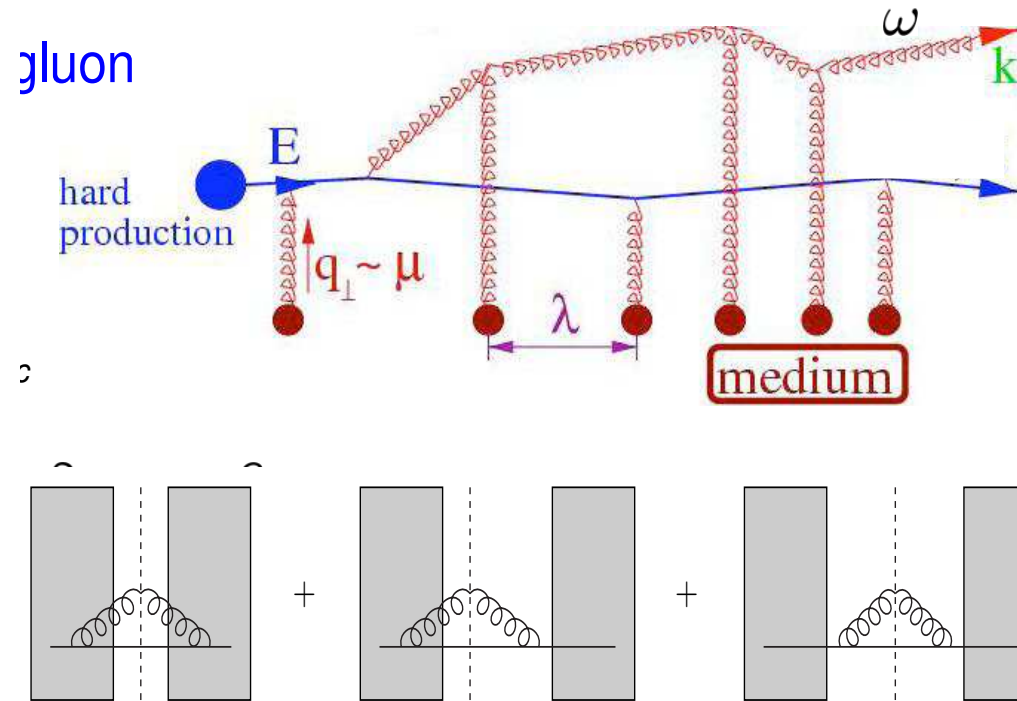 gluon
ω
k
E
hard
production
q⊥ ~ μ
λ
medium
c
+
+